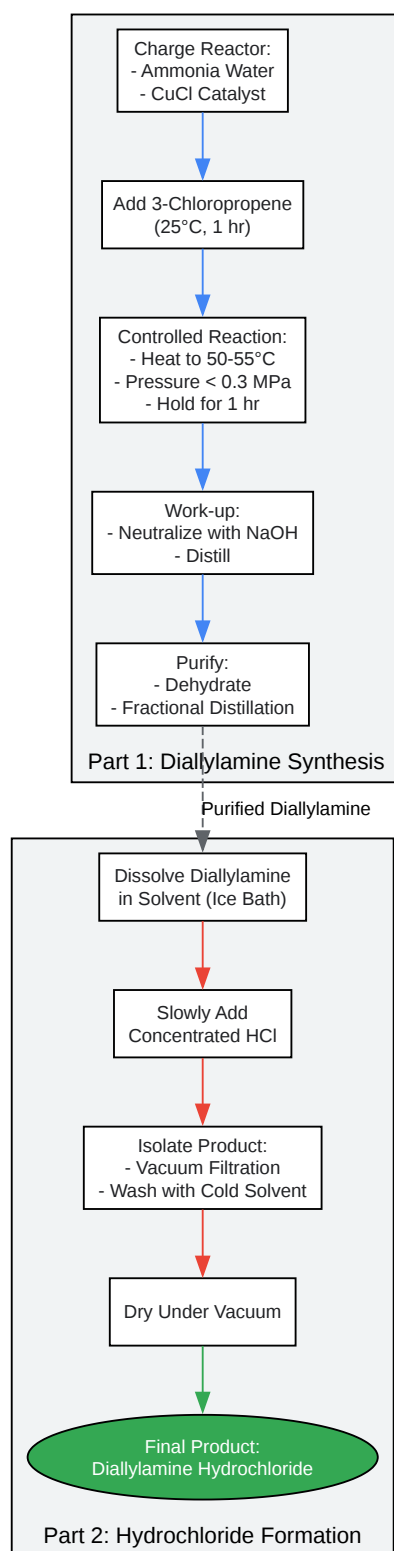 Charge Reactor:
- Ammonia Water
- CuCl Catalyst
Add 3-Chloropropene
(25°C, 1 hr)
Controlled Reaction:
- Heat to 50-55°C
- Pressure < 0.3 MPa
- Hold for 1 hr
Work-up:
- Neutralize with NaOH
- Distill
Purify:
- Dehydrate
- Fractional Distillation
Part 1: Diallylamine Synthesis
Purified Diallylamine
Dissolve Diallylamine
in Solvent (Ice Bath)
Slowly Add
Concentrated HCl
Isolate Product:
- Vacuum Filtration
- Wash with Cold Solvent
Dry Under Vacuum
Final Product:
Diallylamine Hydrochloride
Part 2: Hydrochloride Formation